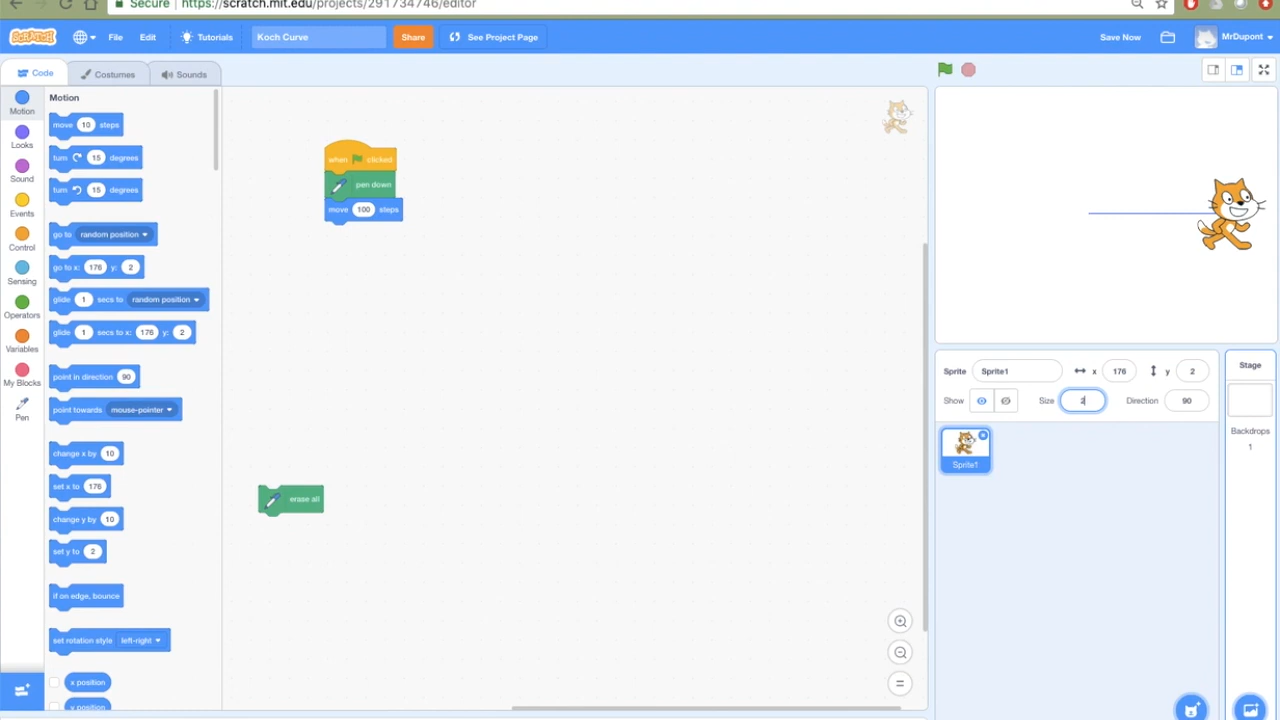 Secure https://scratch.mit.edu/projects/291734746/editor
SCRATCH File Edit Tutorials Koch Curve Share See Project Page Save Now MrDupont
Code Costumes Sounds
Motion
Looks
Sound
Events
Control
Sensing
Operators
Variables
My Blocks
Pen
Motion
move 10 steps
turn 15 degrees
turn 15 degrees
go to random position
go to x: 176 y: 2
glide 1 secs to random position
glide 1 secs to x: 176 y: 2
point in direction 90
point towards mouse-pointer
change x by 10
set x to 176
change y by 10
set y to 2
if on edge, bounce
set rotation style left-right
x position
y position
when clicked
pen down
move 100 steps
erase all
Sprite Sprite1 x 176 y 2
Show Size 2 Direction 90
Sprite1
Stage
Backdrops
1